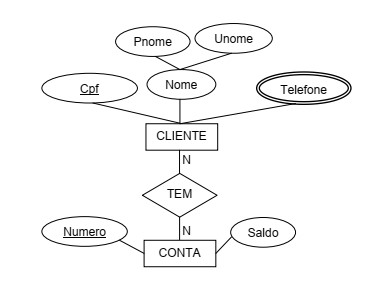 Pnome
Unome
Cpf
Nome
Telefone
CLIENTE
N
TEM
N
Numero
Saldo
CONTA